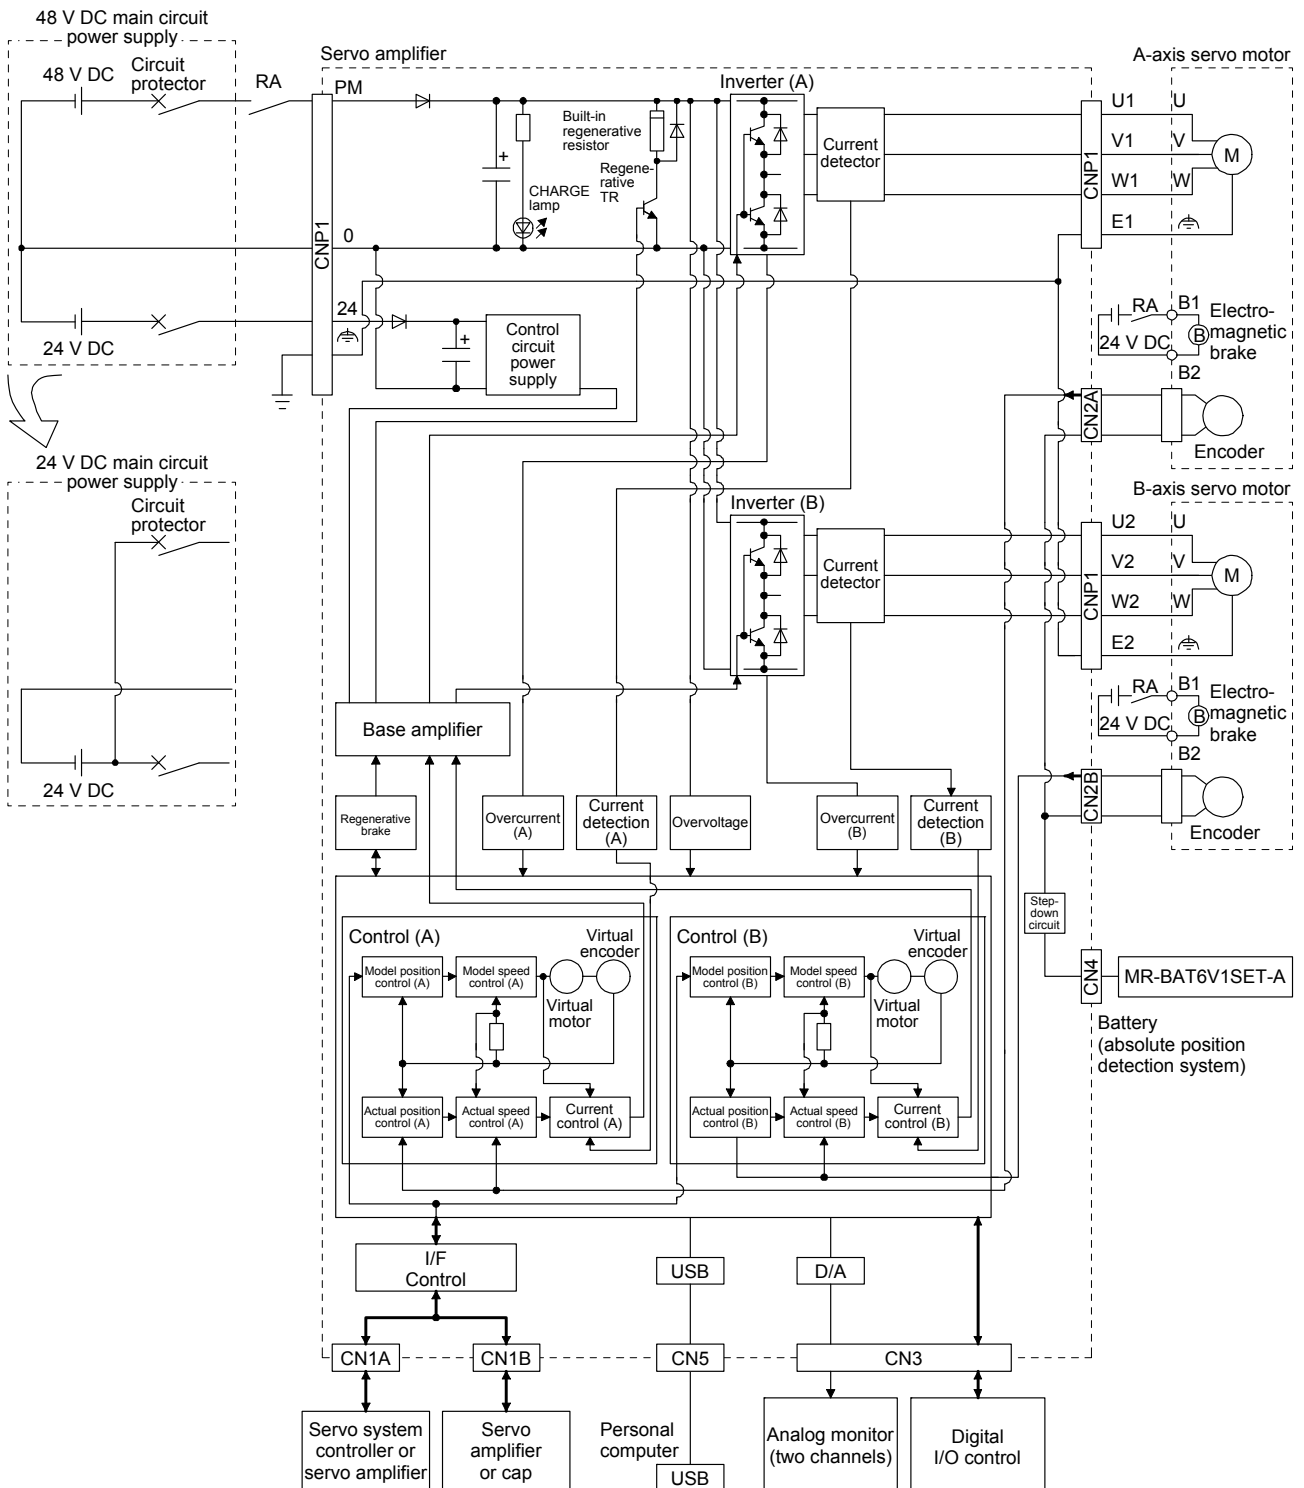 48 V DC main circuit
power supply
48 V DC
Circuit
protector
RA
Servo amplifier
PM
Built-in
regenerative
resistor
Regene-
rative
TR
+
CHARGE
lamp
Inverter (A)
Current
detector
CNP1
0
24
24 V DC
+
Control
circuit
power
supply
A-axis servo motor
CNP1
U1
U
V1
V
W1
W
E1
M
RA
24 V DC
B1
B
B2
Electro-
magnetic
brake
CN2A
Encoder
24 V DC main circuit
power supply
Circuit
protector
24 V DC
Inverter (B)
Current
detector
B-axis servo motor
CNP1
U2
U
V2
V
W2
W
E2
M
RA
24 V DC
B1
B
B2
Electro-
magnetic
brake
CN2B
Encoder
Base amplifier
Regenerative
brake
Overcurrent
(A)
Current
detection
(A)
Overvoltage
Overcurrent
(B)
Current
detection
(B)
Step-
down
circuit
CN4
MR-BAT6V1SET-A
Battery
(absolute position
detection system)
Control (A)
Virtual
encoder
Model position
control (A)
Model speed
control (A)
Virtual
motor
Actual position
control (A)
Actual speed
control (A)
Current
control (A)
Control (B)
Virtual
encoder
Model position
control (B)
Model speed
control (B)
Virtual
motor
Actual position
control (B)
Actual speed
control (B)
Current
control (B)
I/F
Control
USB
D/A
CN1A
CN1B
CN5
CN3
Servo system
controller or
servo amplifier
Servo
amplifier
or cap
Personal
computer
USB
Analog monitor
(two channels)
Digital
I/O control